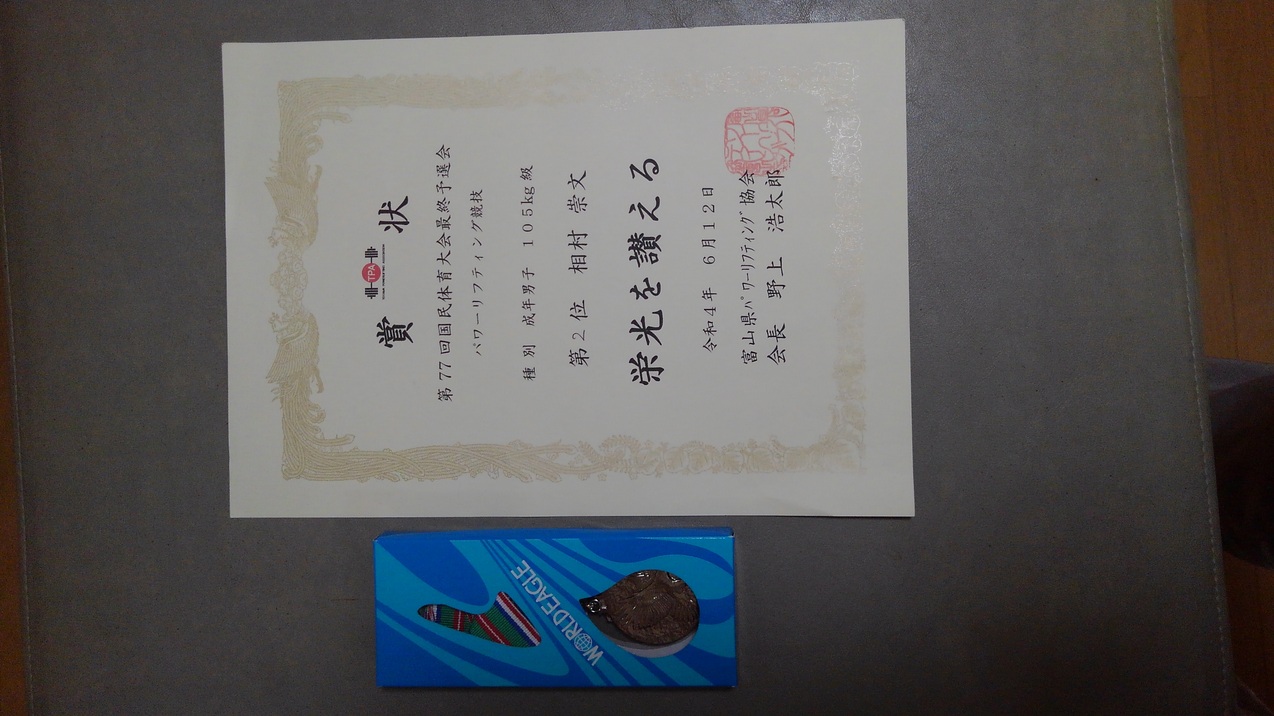 賞状
TPA
第77回国民体育大会最終予選会
パワーリフティング競技
種別 成年男子 105kg級
第2位 相村 崇文
栄光を讃える
令和4年 6月12日
富山県パワーリフティング協会
会長 野上 浩太郎
WORLDEAGLE